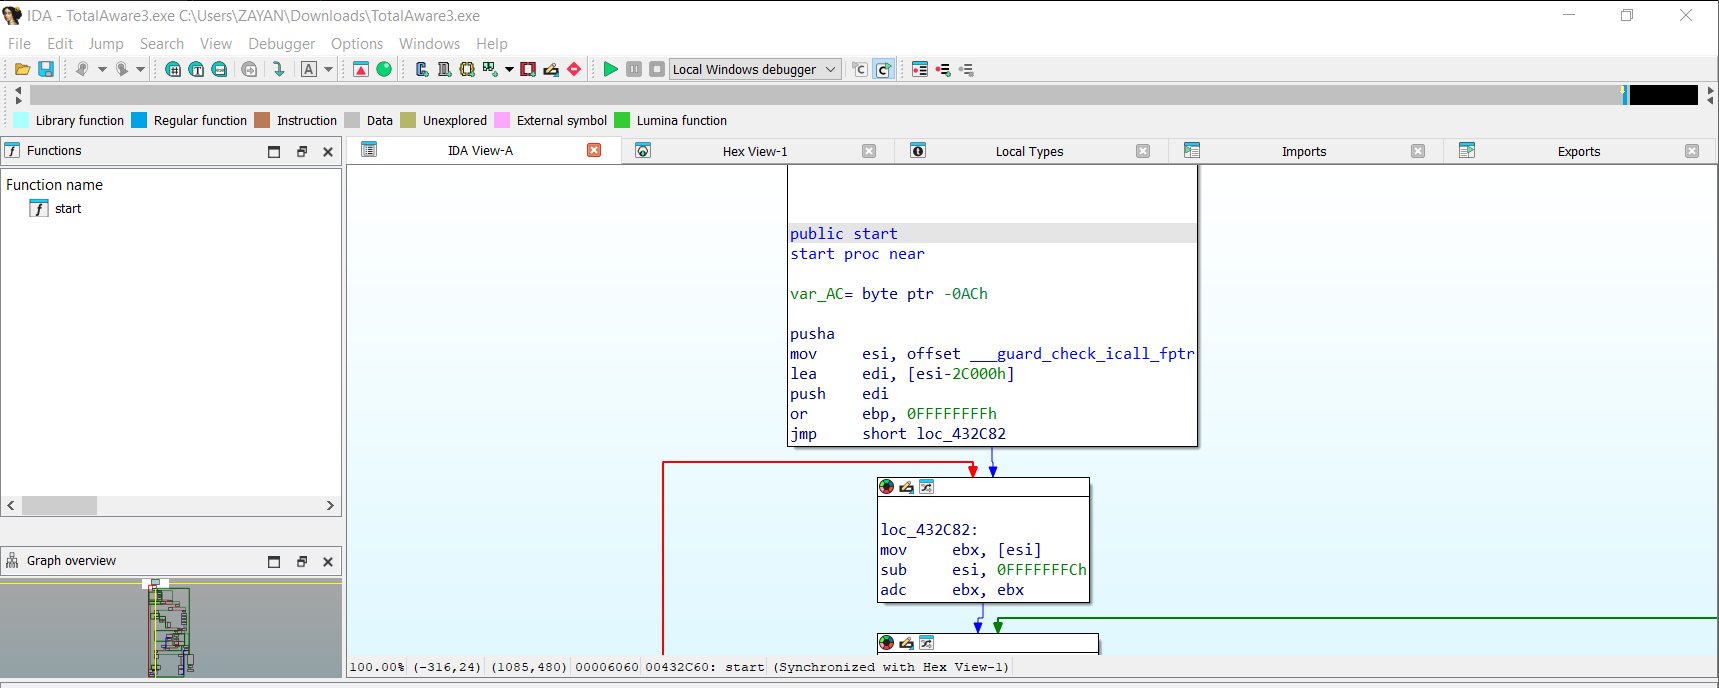 IDA - TotalAware3.exe C:\Users\ZAYAN\Downloads\TotalAware3.exe
File Edit Jump Search View Debugger Options Windows Help
Local Windows debugger
Library function Regular function Instruction Data Unexplored External symbol Lumina function
Functions
IDA View-A Hex View-1 Local Types Imports Exports
Function name
start
public start
start proc near
var_AC= byte ptr -0ACh
pusha
mov esi, offset ___guard_check_icall_fptr
lea edi, [esi-2C000h]
push edi
or ebp, 0FFFFFFFFh
jmp short loc_432C82
loc_432C82:
mov ebx, [esi]
sub esi, 0FFFFFFFCh
adc ebx, ebx
Graph overview
100.00% (-316,24) (1085,480) 00006060 00432C60: start (Synchronized with Hex View-1)